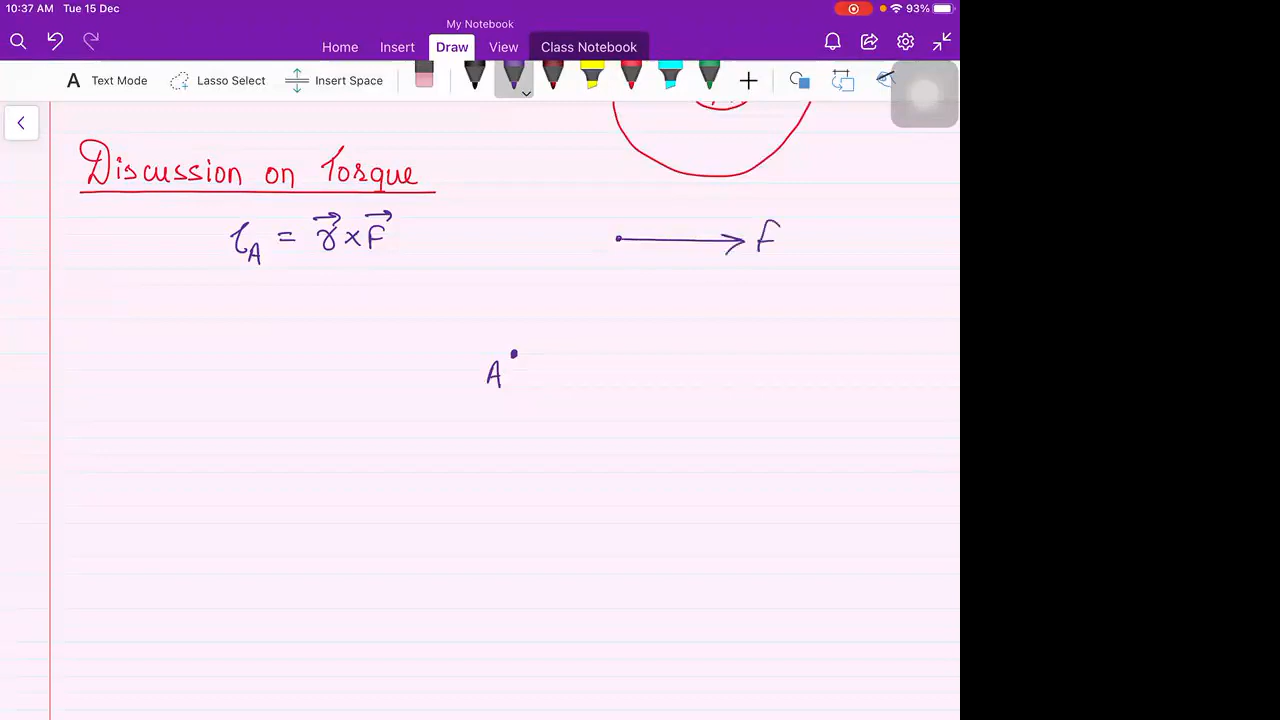 10:37 AM Tue 15 Dec
93%
My Notebook
Home Insert Draw View Class Notebook
A Text Mode Lasso Select Insert Space
Discussion on Torque
τ_A = r⃗ × F⃗
F
A